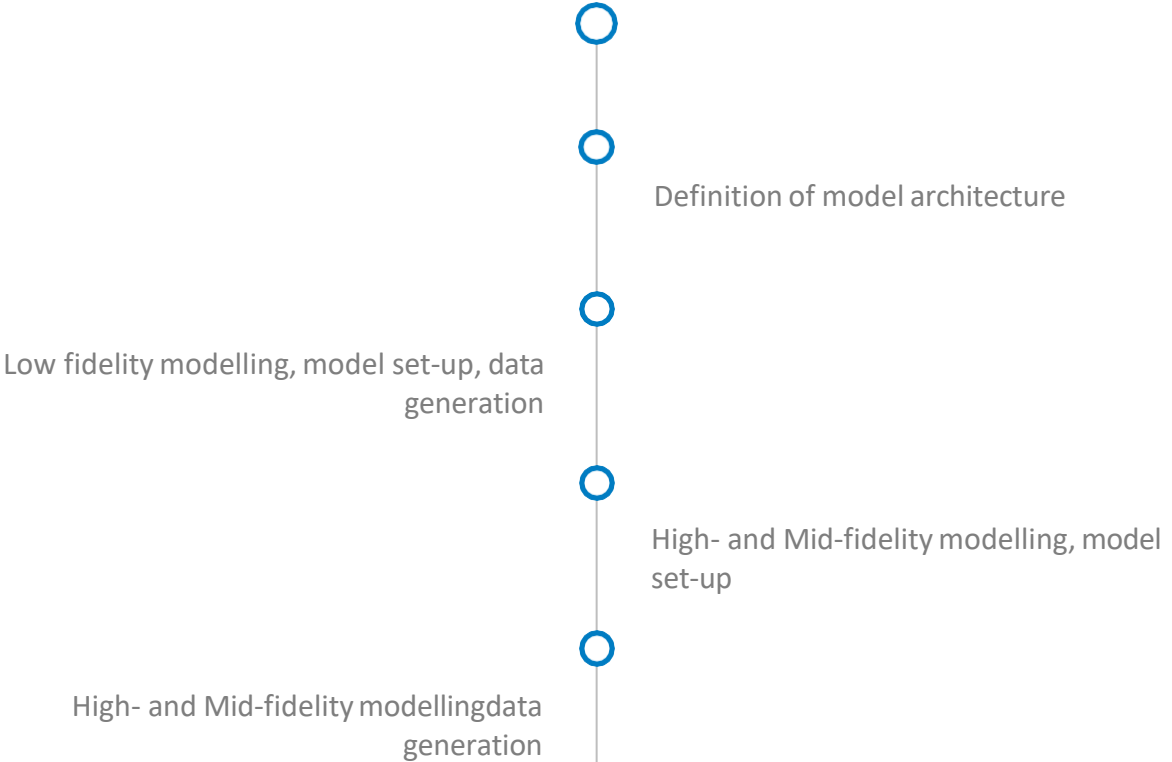 Definition of model architecture
Low fidelity modelling, model set-up, data
generation
High- and Mid-fidelity modelling, model
set-up
High- and Mid-fidelity modellingdata
generation